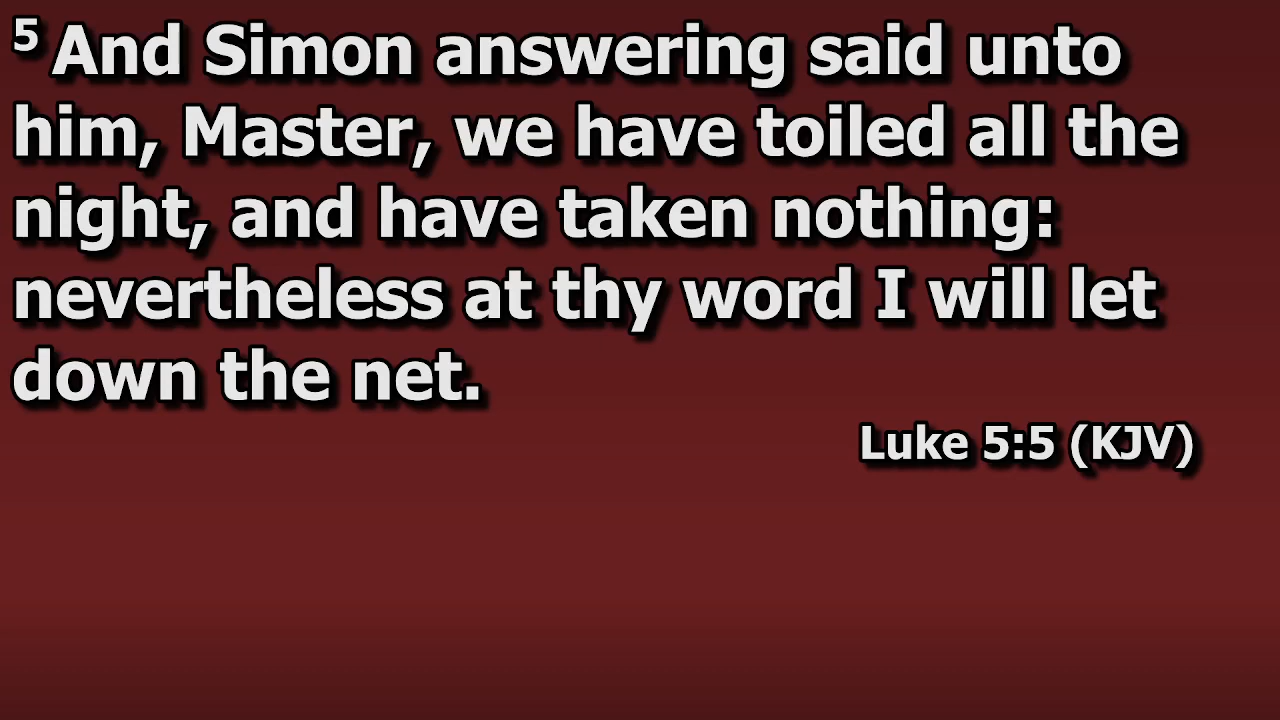 5 And Simon answering said unto
him, Master, we have toiled all the
night, and have taken nothing:
nevertheless at thy word I will let
down the net.
Luke 5:5 (KJV)